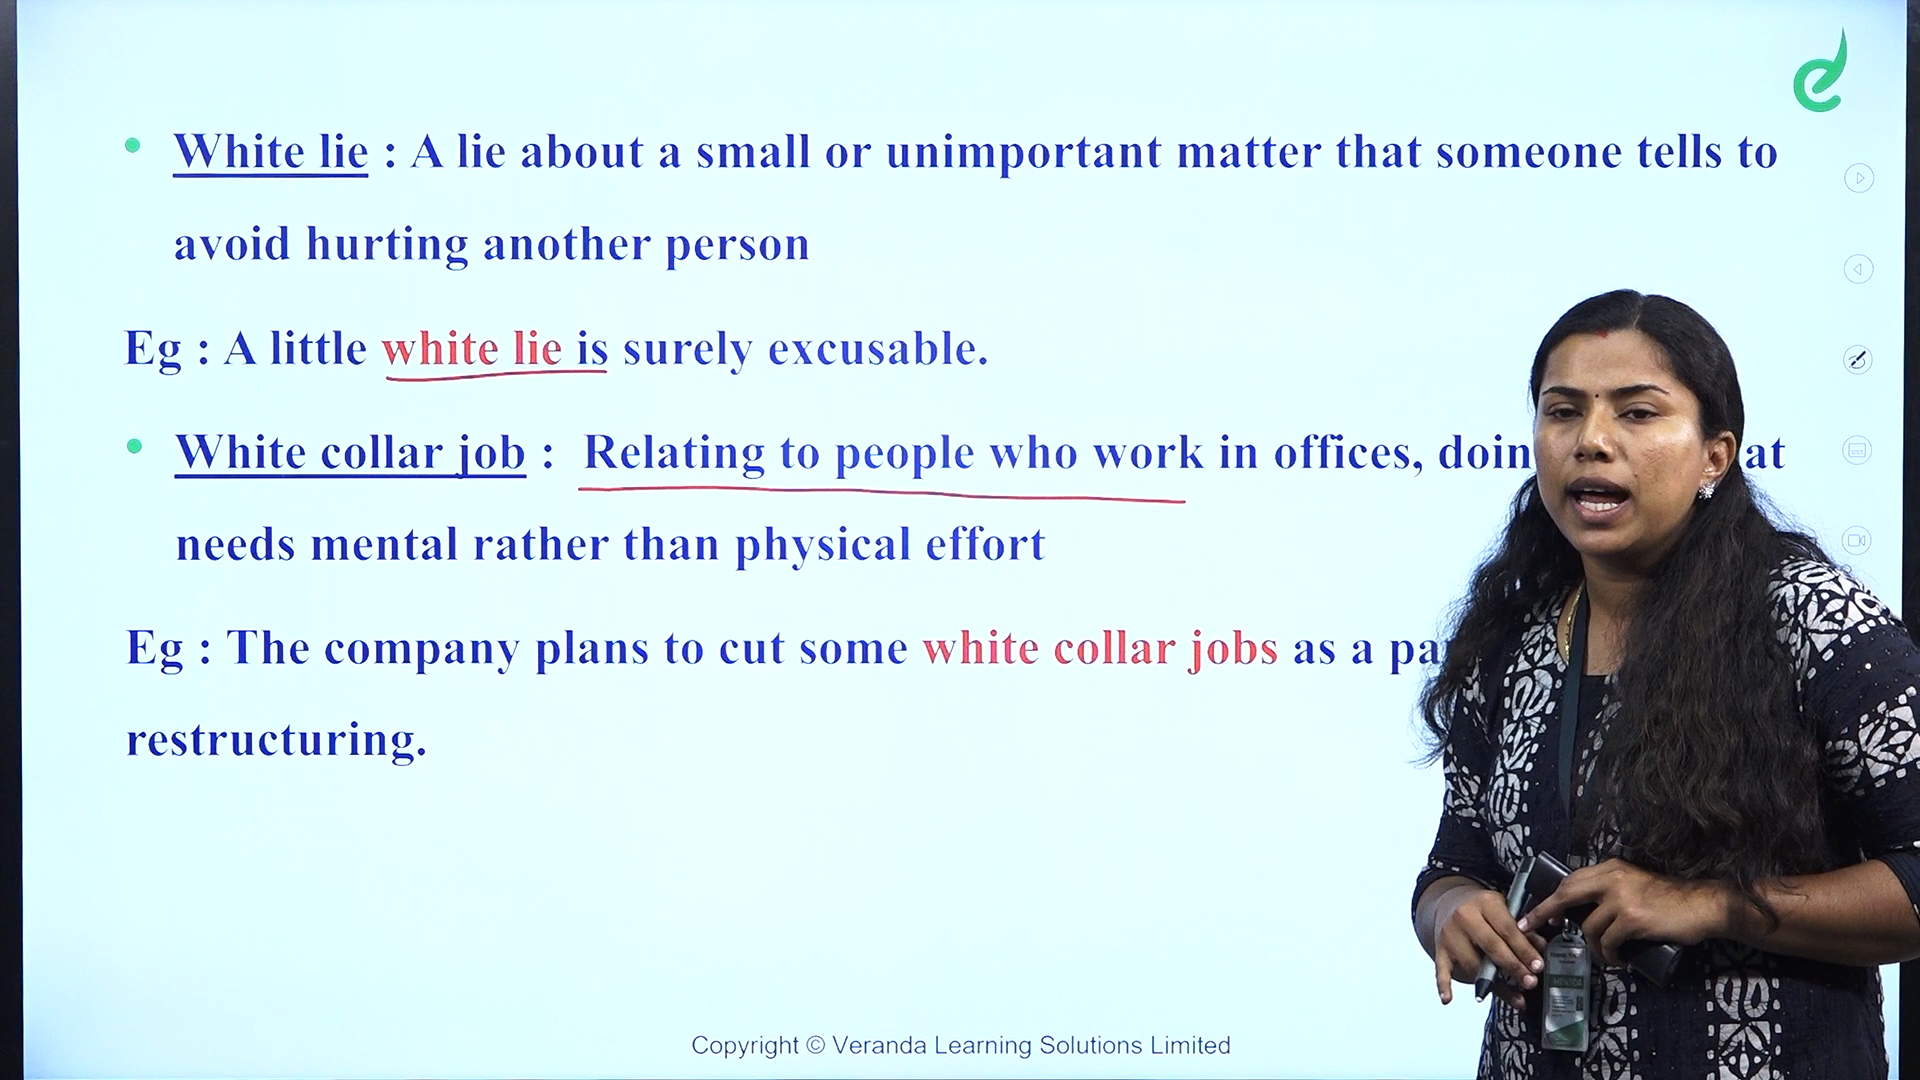 • White lie : A lie about a small or unimportant matter that someone tells to
avoid hurting another person
Eg : A little white lie is surely excusable.
• White collar job : Relating to people who work in offices, doin at
needs mental rather than physical effort
Eg : The company plans to cut some white collar jobs as a pa
restructuring.
MENTOR
Copyright © Veranda Learning Solutions Limited